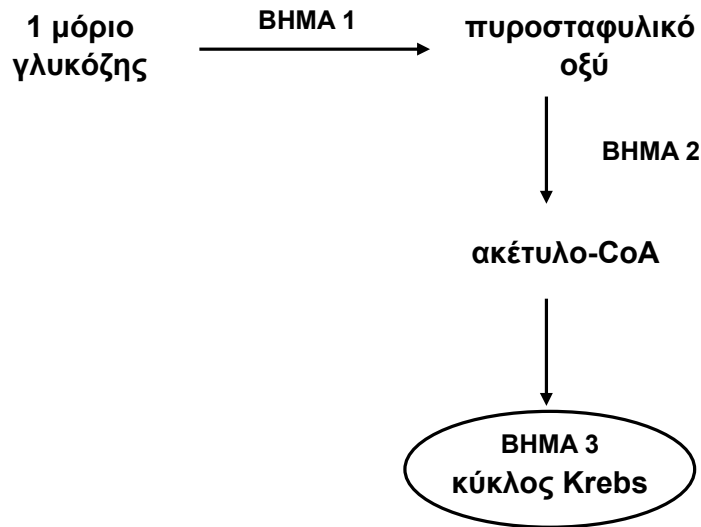 1 μόριο
γλυκόζης
ΒΗΜΑ 1
πυροσταφυλικό
οξύ
ΒΗΜΑ 2
ακέτυλο-CoA
ΒΗΜΑ 3
κύκλος Krebs